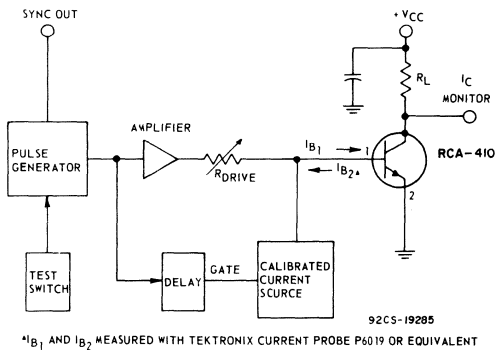 SYNC OUT
+ VCC
RL
IC
MONITOR
AMPLIFIER
PULSE
GENERATOR
RDRIVE
IB1
1
RCA-410
IB2▲
2
TEST
SWITCH
DELAY
GATE
CALIBRATED
CURRENT
SOURCE
92CS-19285
▲IB1 AND IB2 MEASURED WITH TEKTRONIX CURRENT PROBE P6019 OR EQUIVALENT